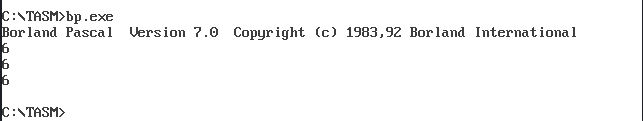 C:\TASM>bp.exe
Borland Pascal  Version 7.0  Copyright (c) 1983,92 Borland International
6
6
6
C:\TASM>